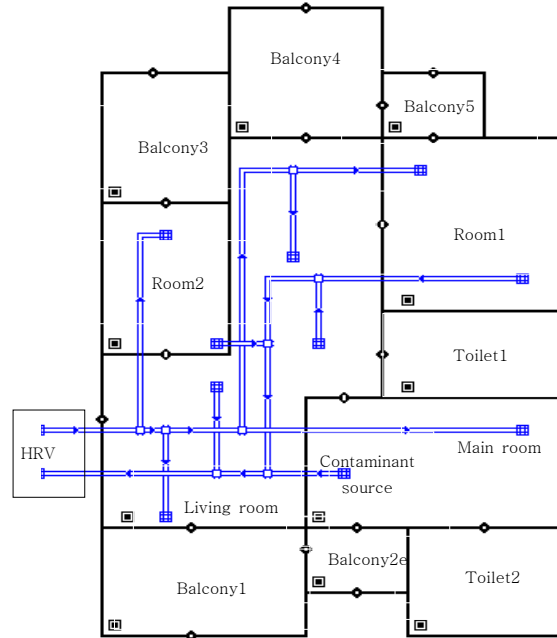 Balcony4
Balcony5
Balcony3
Room1
Room2
Toilet1
HRV
Main room
Contaminant
source
Living room
Balcony2e
Balcony1
Toilet2